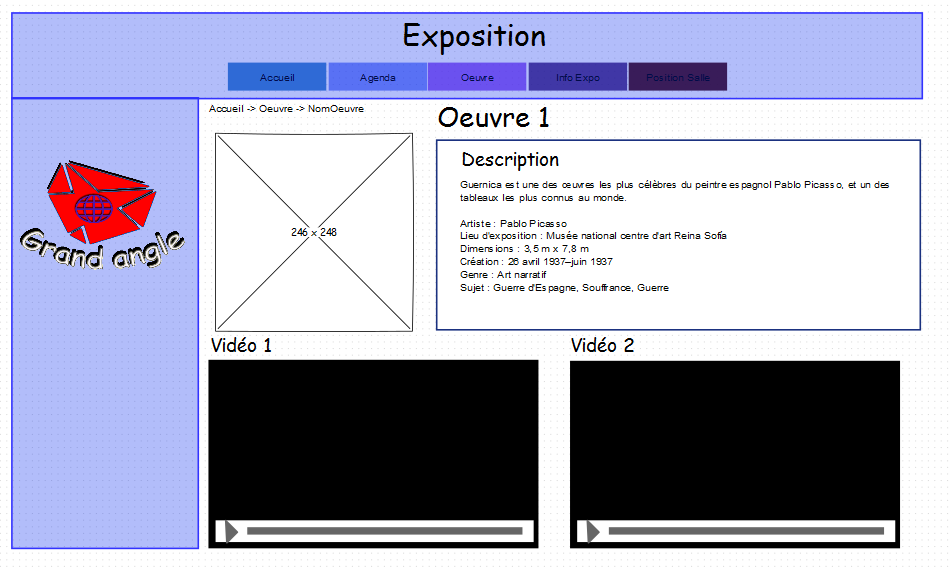 Exposition
Accueil
Agenda
Oeuvre
Info Expo
Position Salle
Accueil -> Oeuvre -> NomOeuvre
Oeuvre 1
Grand angle
246 x 248
Description
Guernica est une des œuvres les plus célèbres du peintre espagnol Pablo Picasso, et un des
tableaux les plus connus au monde.
Artiste : Pablo Picasso
Lieu d'exposition : Musée national centre d'art Reina Sofía
Dimensions : 3,5 m x 7,8 m
Création : 26 avril 1937–juin 1937
Genre : Art narratif
Sujet : Guerre d'Espagne, Souffrance, Guerre
Vidéo 1
Vidéo 2